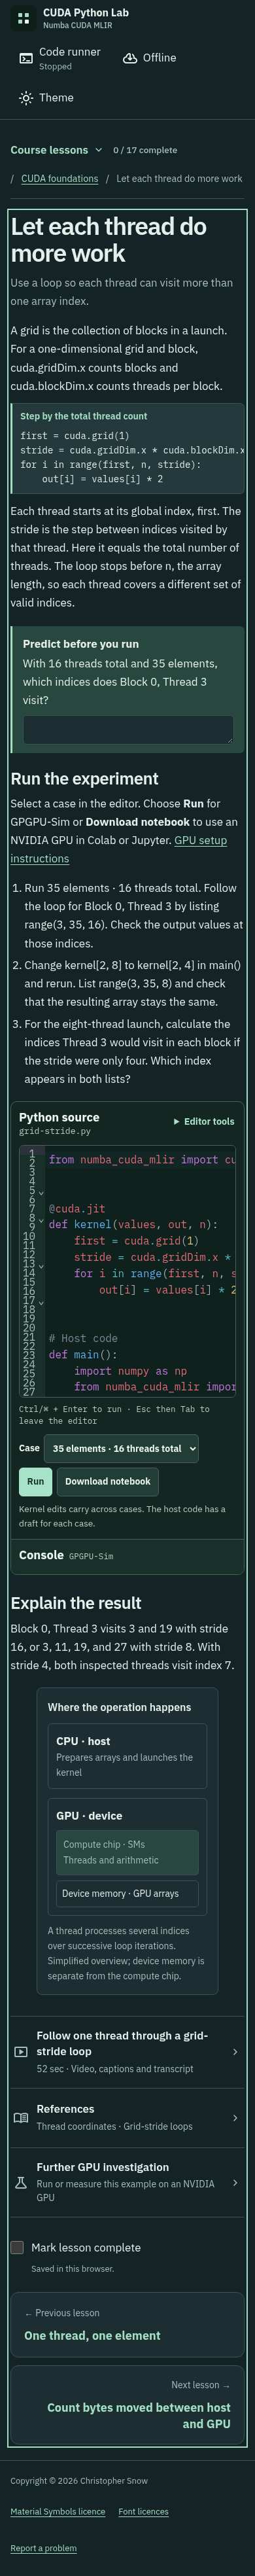 CUDA Python Lab
Numba CUDA MLIR
Code runner
Stopped
Offline
Theme
Course lessons
0 / 17 complete
/ CUDA foundations / Let each thread do more work
Let each thread do
more work
Use a loop so each thread can visit more than
one array index.
A grid is the collection of blocks in a launch.
For a one-dimensional grid and block,
cuda.gridDim.x counts blocks and
cuda.blockDim.x counts threads per block.
Step by the total thread count
first = cuda.grid(1)
stride = cuda.gridDim.x * cuda.blockDim.x
for i in range(first, n, stride):
    out[i] = values[i] * 2
Each thread starts at its global index, first. The
stride is the step between indices visited by
that thread. Here it equals the total number of
threads. The loop stops before n, the array
length, so each thread covers a different set of
valid indices.
Predict before you run
With 16 threads total and 35 elements,
which indices does Block 0, Thread 3
visit?
Run the experiment
Select a case in the editor. Choose Run for
GPGPU-Sim or Download notebook to use an
NVIDIA GPU in Colab or Jupyter. GPU setup
instructions
1. Run 35 elements · 16 threads total. Follow
the loop for Block 0, Thread 3 by listing
range(3, 35, 16). Check the output values at
those indices.
2. Change kernel[2, 8] to kernel[2, 4] in main()
and rerun. List range(3, 35, 8) and check
that the resulting array stays the same.
3. For the eight-thread launch, calculate the
indices Thread 3 would visit in each block if
the stride were only four. Which index
appears in both lists?
Python source
grid-stride.py
Editor tools
1
2
3
4
5
6
7
8
9
10
11
12
13
14
15
16
17
18
19
20
21
22
23
24
25
26
27
from numba_cuda_mlir import cu
@cuda.jit
def kernel(values, out, n):
    first = cuda.grid(1)
    stride = cuda.gridDim.x *
    for i in range(first, n, s
        out[i] = values[i] * 2
# Host code
def main():
    import numpy as np
    from numba_cuda_mlir impor
Ctrl/⌘ + Enter to run · Esc then Tab to
leave the editor
Case
35 elements · 16 threads total
Run
Download notebook
Kernel edits carry across cases. The host code has a
draft for each case.
Console GPGPU-Sim
Explain the result
Block 0, Thread 3 visits 3 and 19 with stride
16, or 3, 11, 19, and 27 with stride 8. With
stride 4, both inspected threads visit index 7.
Where the operation happens
CPU · host
Prepares arrays and launches the
kernel
GPU · device
Compute chip · SMs
Threads and arithmetic
Device memory · GPU arrays
A thread processes several indices
over successive loop iterations.
Simplified overview; device memory is
separate from the compute chip.
Follow one thread through a grid-
stride loop
52 sec · Video, captions and transcript
References
Thread coordinates · Grid-stride loops
Further GPU investigation
Run or measure this example on an NVIDIA
GPU
Mark lesson complete
Saved in this browser.
← Previous lesson
One thread, one element
Next lesson →
Count bytes moved between host
and GPU
Copyright © 2026 Christopher Snow
Material Symbols licence
Font licences
Report a problem